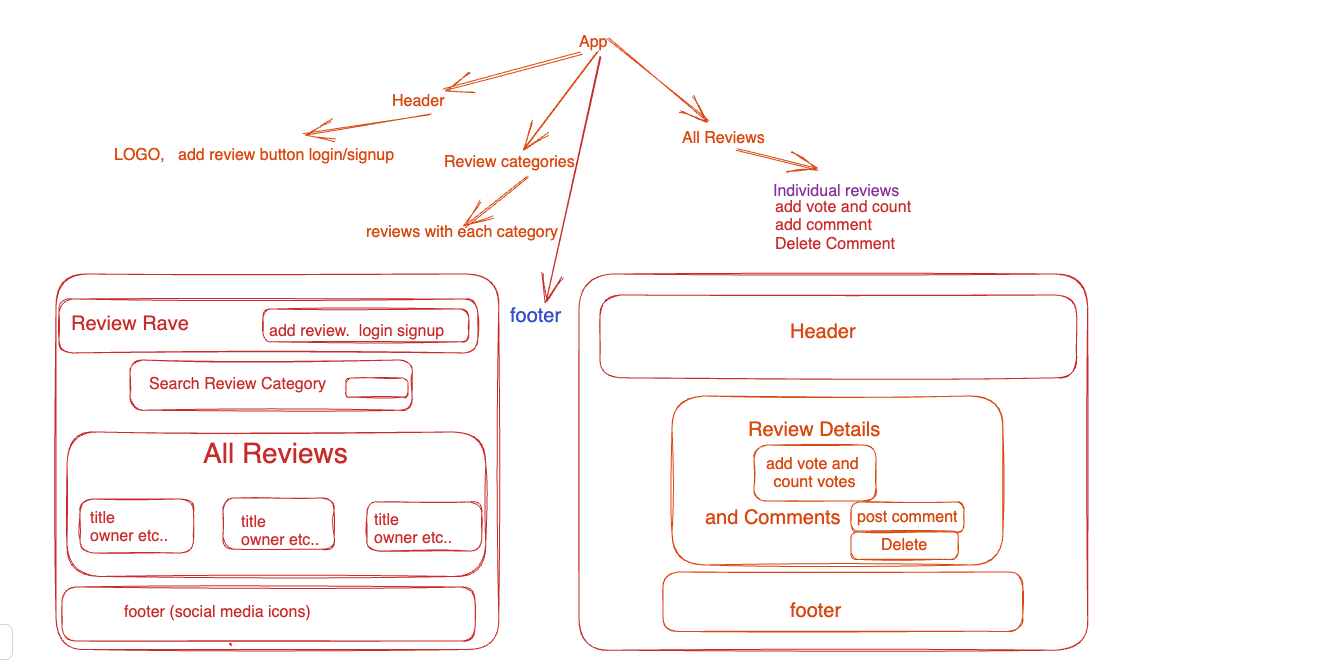 App
Header
LOGO, add review button login/signup
Review categories
reviews with each category
All Reviews
Individual reviews
add vote and count
add comment
Delete Comment
footer
Review Rave
add review. login signup
Search Review Category
All Reviews
title
owner etc..
title
owner etc..
title
owner etc..
footer (social media icons)
Header
Review Details
add vote and
count votes
and Comments
post comment
Delete
footer